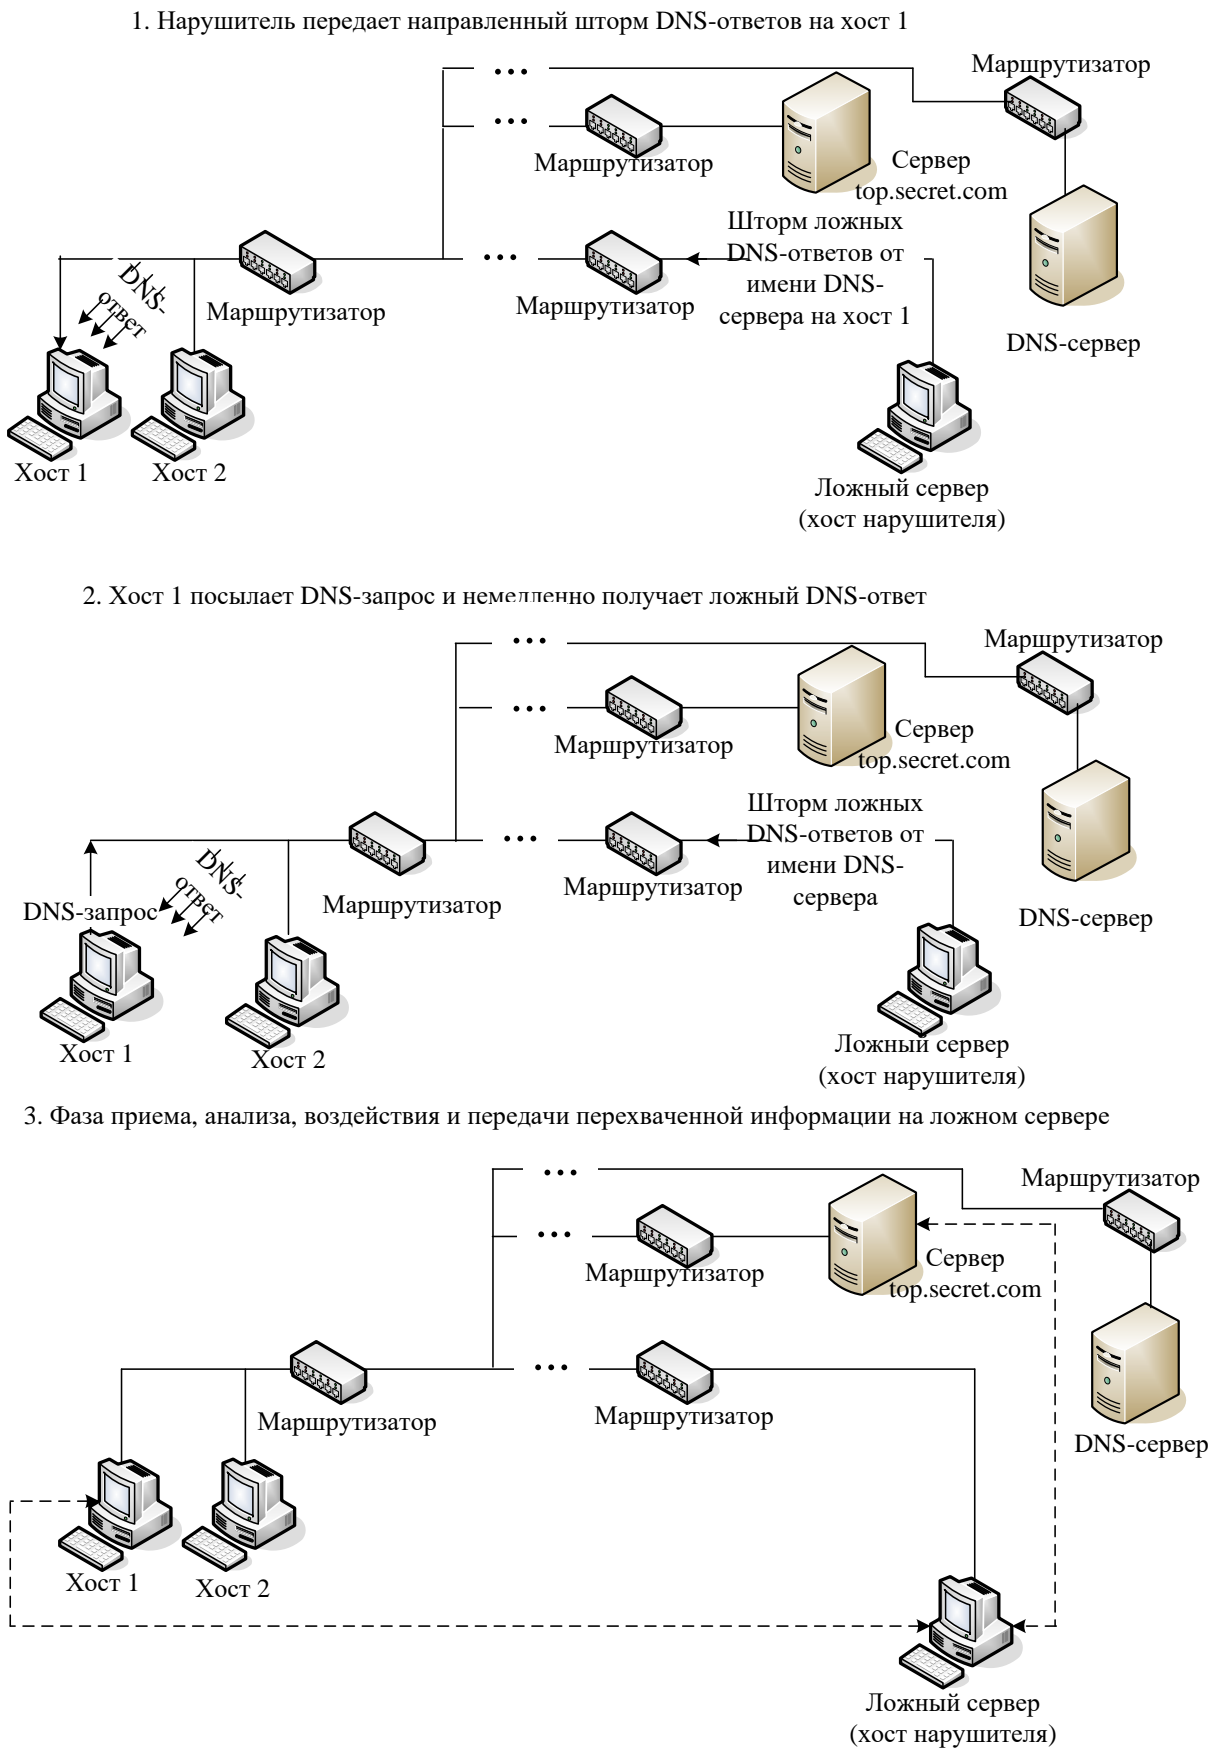 1. Нарушитель передает направленный шторм DNS-ответов на хост 1
Маршрутизатор
Маршрутизатор
Сервер
top.secret.com
Шторм ложных
DNS-ответов от
имени DNS-
сервера на хост 1
DNS-
ответ
Маршрутизатор
Маршрутизатор
DNS-сервер
Хост 1
Хост 2
Ложный сервер
(хост нарушителя)
2. Хост 1 посылает DNS-запрос и немедленно получает ложный DNS-ответ
Маршрутизатор
Маршрутизатор
Сервер
top.secret.com
Шторм ложных
DNS-ответов от
имени DNS-
сервера
DNS-
ответ
DNS-запрос
Маршрутизатор
Маршрутизатор
DNS-сервер
Хост 1
Хост 2
Ложный сервер
(хост нарушителя)
3. Фаза приема, анализа, воздействия и передачи перехваченной информации на ложном сервере
Маршрутизатор
Маршрутизатор
Сервер
top.secret.com
Маршрутизатор
Маршрутизатор
DNS-сервер
Хост 1
Хост 2
Ложный сервер
(хост нарушителя)